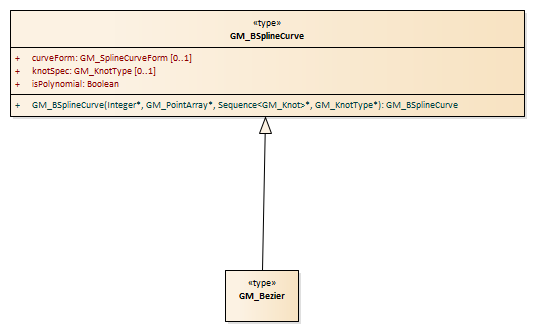 «type»
GM_BSplineCurve
+ curveForm: GM_SplineCurveForm [0..1]
+ knotSpec: GM_KnotType [0..1]
+ isPolynomial: Boolean
+ GM_BSplineCurve(Integer*, GM_PointArray*, Sequence<GM_Knot>*, GM_KnotType*): GM_BSplineCurve
«type»
GM_Bezier